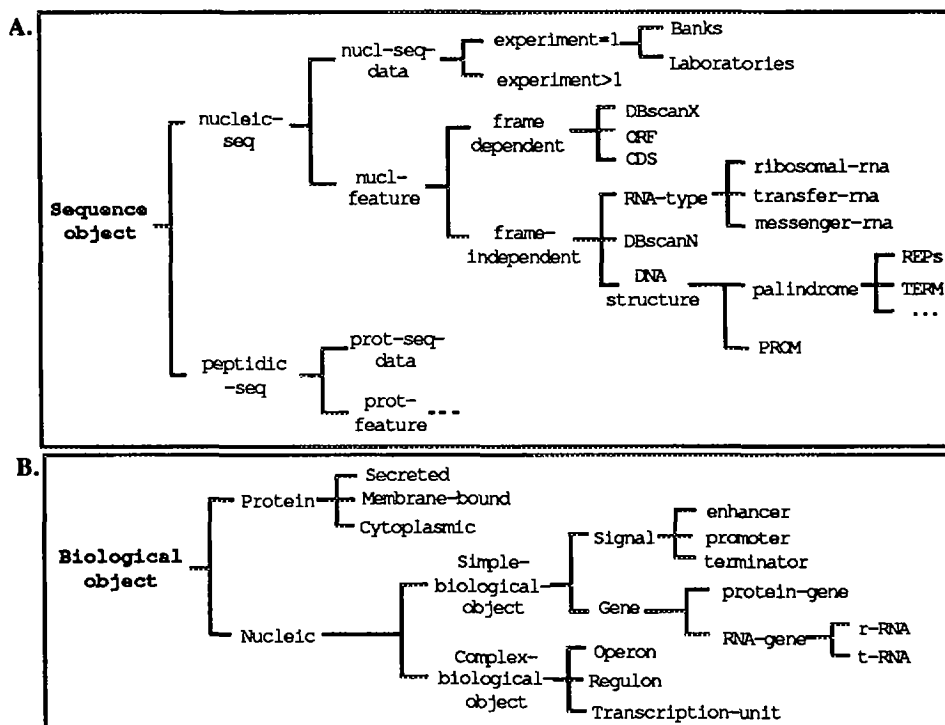 A.
Sequence
object
nucleic-
seq
nucl-seq-
data
experiment=1
Banks
Laboratories
experiment>1
nucl-
feature
frame
dependent
DBscanX
ORF
CDS
frame-
independent
RNA-type
ribosomal-rna
transfer-rna
messenger-rna
DBscanN
DNA
structure
palindrome
REPs
TERM
...
PROM
peptidic
-seq
prot-seq-
data
prot-
feature
---
B.
Biological
object
Protein
Secreted
Membrane-bound
Cytoplasmic
Nucleic
Simple-
biological
object
Signal
enhancer
promoter
terminator
Gene
protein-gene
RNA-gene
r-RNA
t-RNA
Complex-
biological
object
Operon
Regulon
Transcription-unit